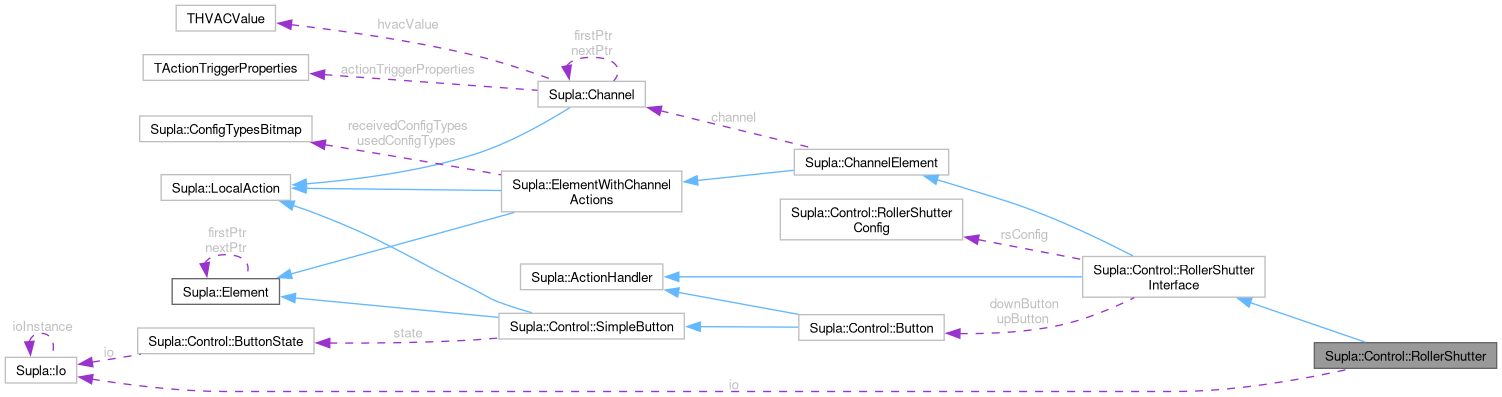 THVACValue
hvacValue
firstPtr
nextPtr
TActionTriggerProperties
actionTriggerProperties
Supla::Channel
Supla::ConfigTypesBitmap
receivedConfigTypes
usedConfigTypes
channel
Supla::ChannelElement
Supla::LocalAction
Supla::ElementWithChannel
Actions
Supla::Control::RollerShutter
Config
rsConfig
firstPtr
nextPtr
Supla::Element
Supla::ActionHandler
Supla::Control::RollerShutter
Interface
downButton
upButton
Supla::Control::SimpleButton
Supla::Control::Button
ioInstance
io
Supla::Control::ButtonState
state
Supla::Io
Supla::Control::RollerShutter
io